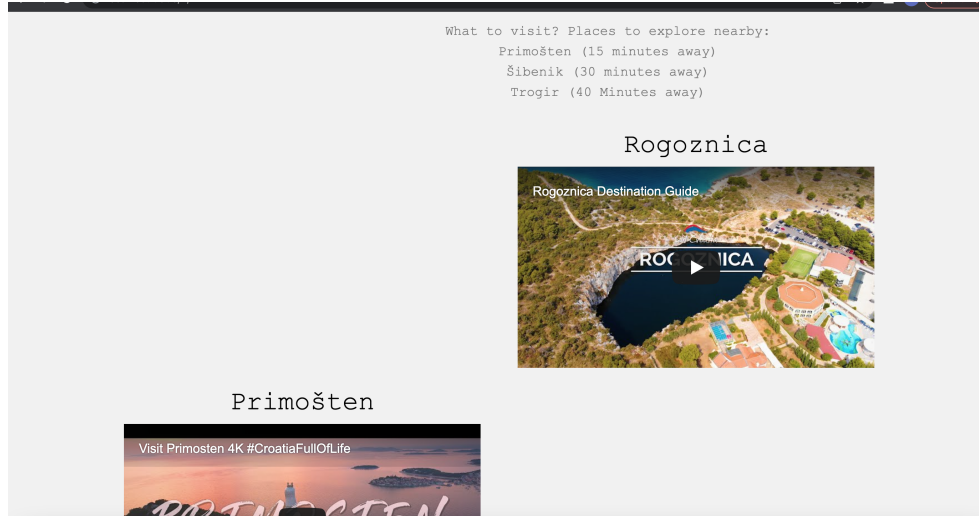 What to visit? Places to explore nearby:
Primošten (15 minutes away)
Šibenik (30 minutes away)
Trogir (40 Minutes away)
Rogoznica
Rogoznica Destination Guide
ROGOZNICA
Primošten
Visit Primosten 4K #CroatiaFullOfLife
PRIMOSTEN